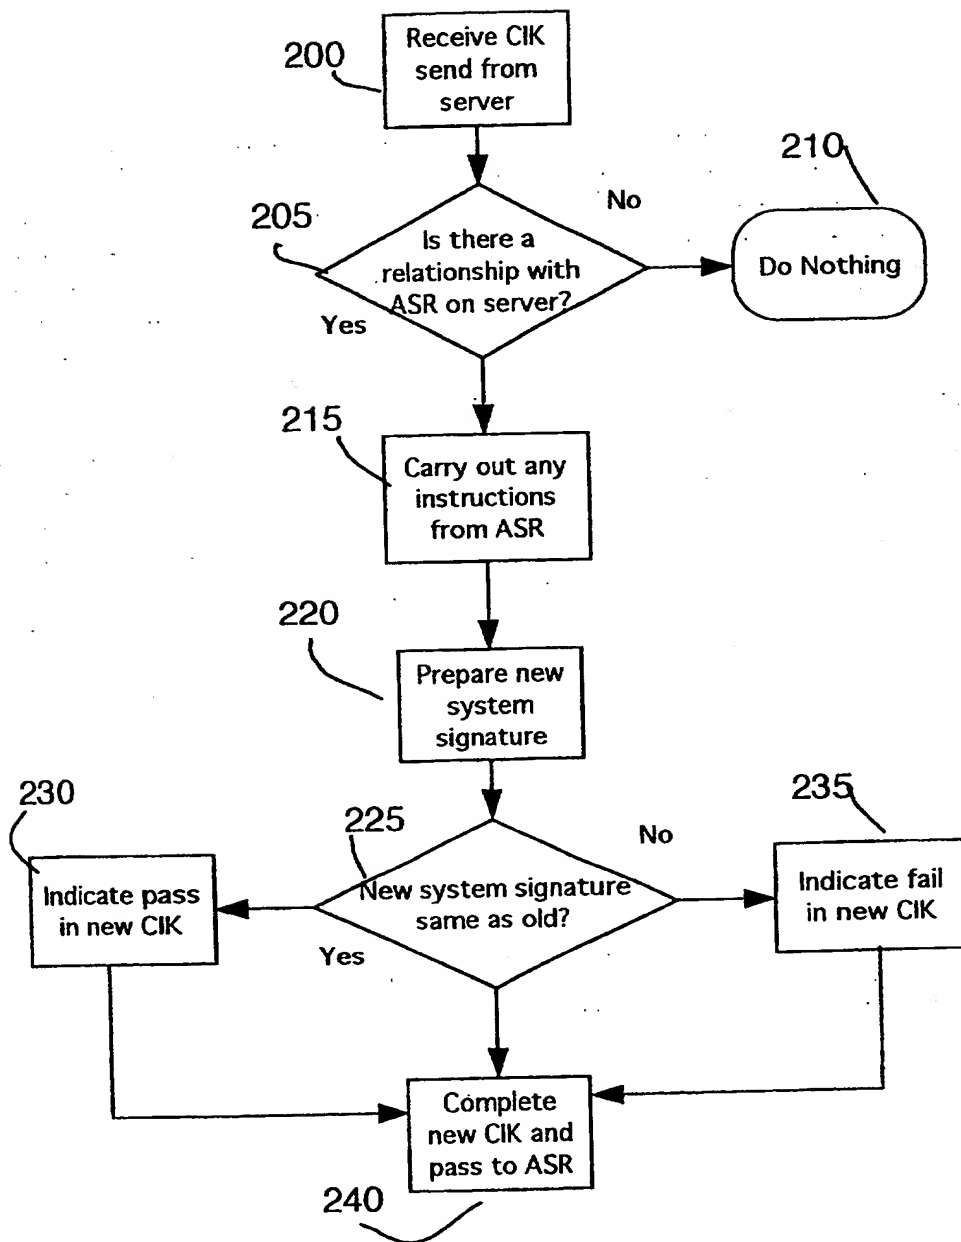 200
Receive CIK
send from
server
210
205
No
Is there a
relationship with
ASR on server?
Do Nothing
Yes
215
Carry out any
instructions
from ASR
220
Prepare new
system
signature
230
225
No
235
Indicate pass
in new CIK
New system signature
same as old?
Indicate fail
in new CIK
Yes
Complete
new CIK and
pass to ASR
240